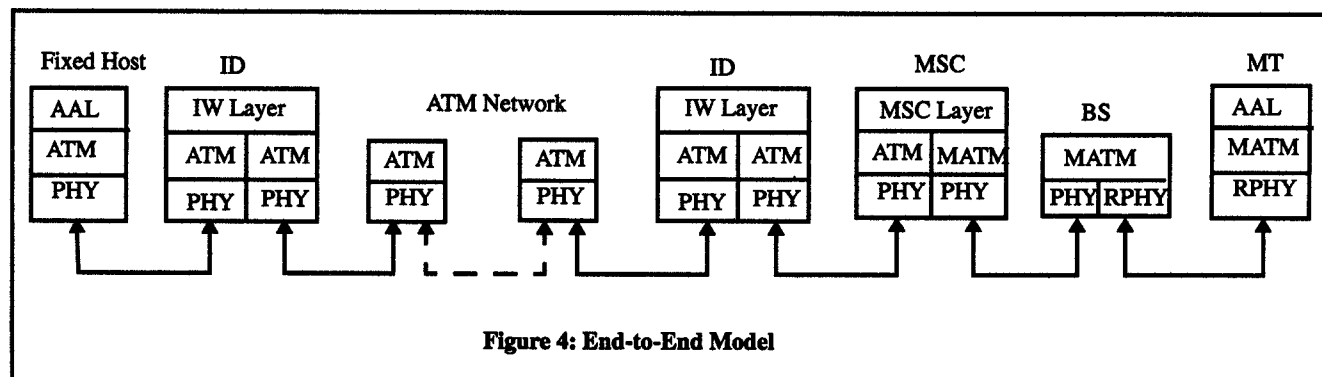 Fixed Host
AAL
ATM
PHY
ID
IW Layer
ATM ATM
PHY PHY
ATM Network
ATM
PHY
ATM
PHY
ID
IW Layer
ATM ATM
PHY PHY
MSC
MSC Layer
ATM MATM
PHY PHY
BS
MATM
PHY RPHY
MT
AAL
MATM
RPHY
Figure 4: End-to-End Model